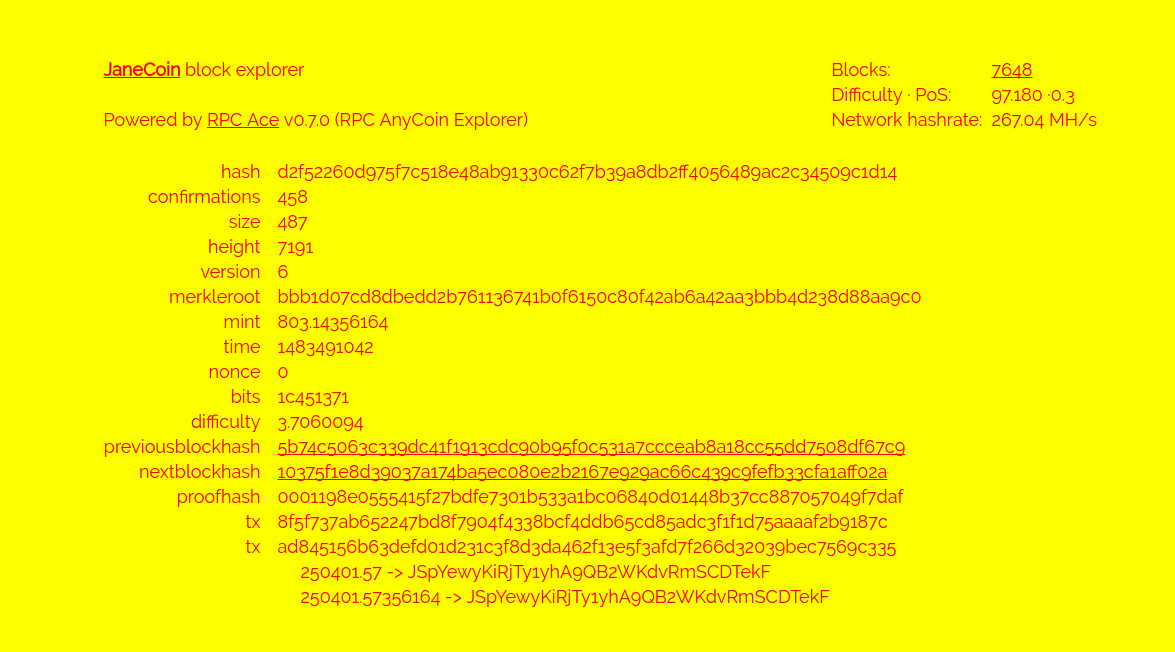 JaneCoin block explorer
Blocks: 7648
Difficulty · PoS: 97.180 ·0.3
Powered by RPC Ace v0.7.0 (RPC AnyCoin Explorer)
Network hashrate: 267.04 MH/s
hash d2f52260d975f7c518e48ab91330c62f7b39a8db2ff4056489ac2c34509c1d14
confirmations 458
size 487
height 7191
version 6
merkleroot bbb1d07cd8dbedd2b761136741b0f6150c80f42ab6a42aa3bbb4d238d88aa9c0
mint 803.14356164
time 1483491042
nonce 0
bits 1c451371
difficulty 3.7060094
previousblockhash 5b74c5063c339dc41f1913cdc90b95f0c531a7ccceab8a18cc55dd7508df67c9
nextblockhash 10375f1e8d39037a174ba5ec080e2b2167e929ac66c439c9fefb33cfa1aff02a
proofhash 0001198e0555415f27bdfe7301b533a1bc06840d01448b37cc887057049f7daf
tx 8f5f737ab652247bd8f7904f4338bcf4ddb65cd85adc3f1f1d75aaaaf2b9187c
tx ad845156b63defd01d231c3f8d3da462f13e5f3afd7f266d32039bec7569c335
250401.57 -> JSpYewyKiRjTy1yhA9QB2WKdvRmSCDTekF
250401.57356164 -> JSpYewyKiRjTy1yhA9QB2WKdvRmSCDTekF